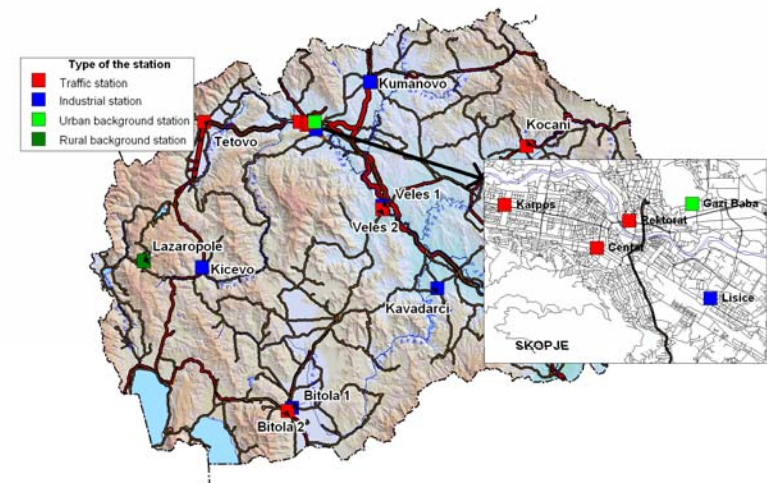 Type of the station
Traffic station
Industrial station
Urban background station
Rural background station
Kumanovo
Kocani
Tetovo
Veles 1
Veles 2
Lazaropole
Kicevo
Kavadarci
Bitola 1
Bitola 2
Karpos
Gazi Baba
Rektorat
Centar
Lisice
SKOPJE